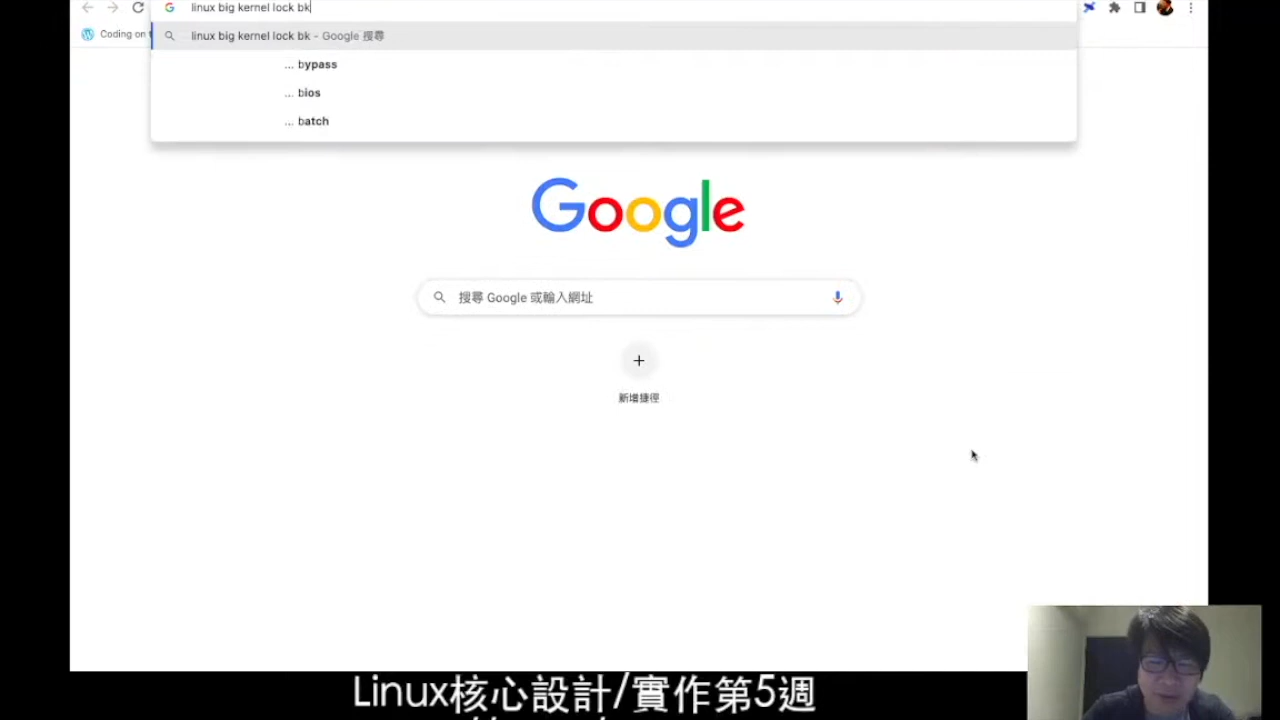 linux big kernel lock bk
Coding on
linux big kernel lock bk - Google 搜尋
... bypass
... bios
... batch
Google
搜尋 Google 或輸入網址
新增捷徑
Linux核心設計/實作第5週